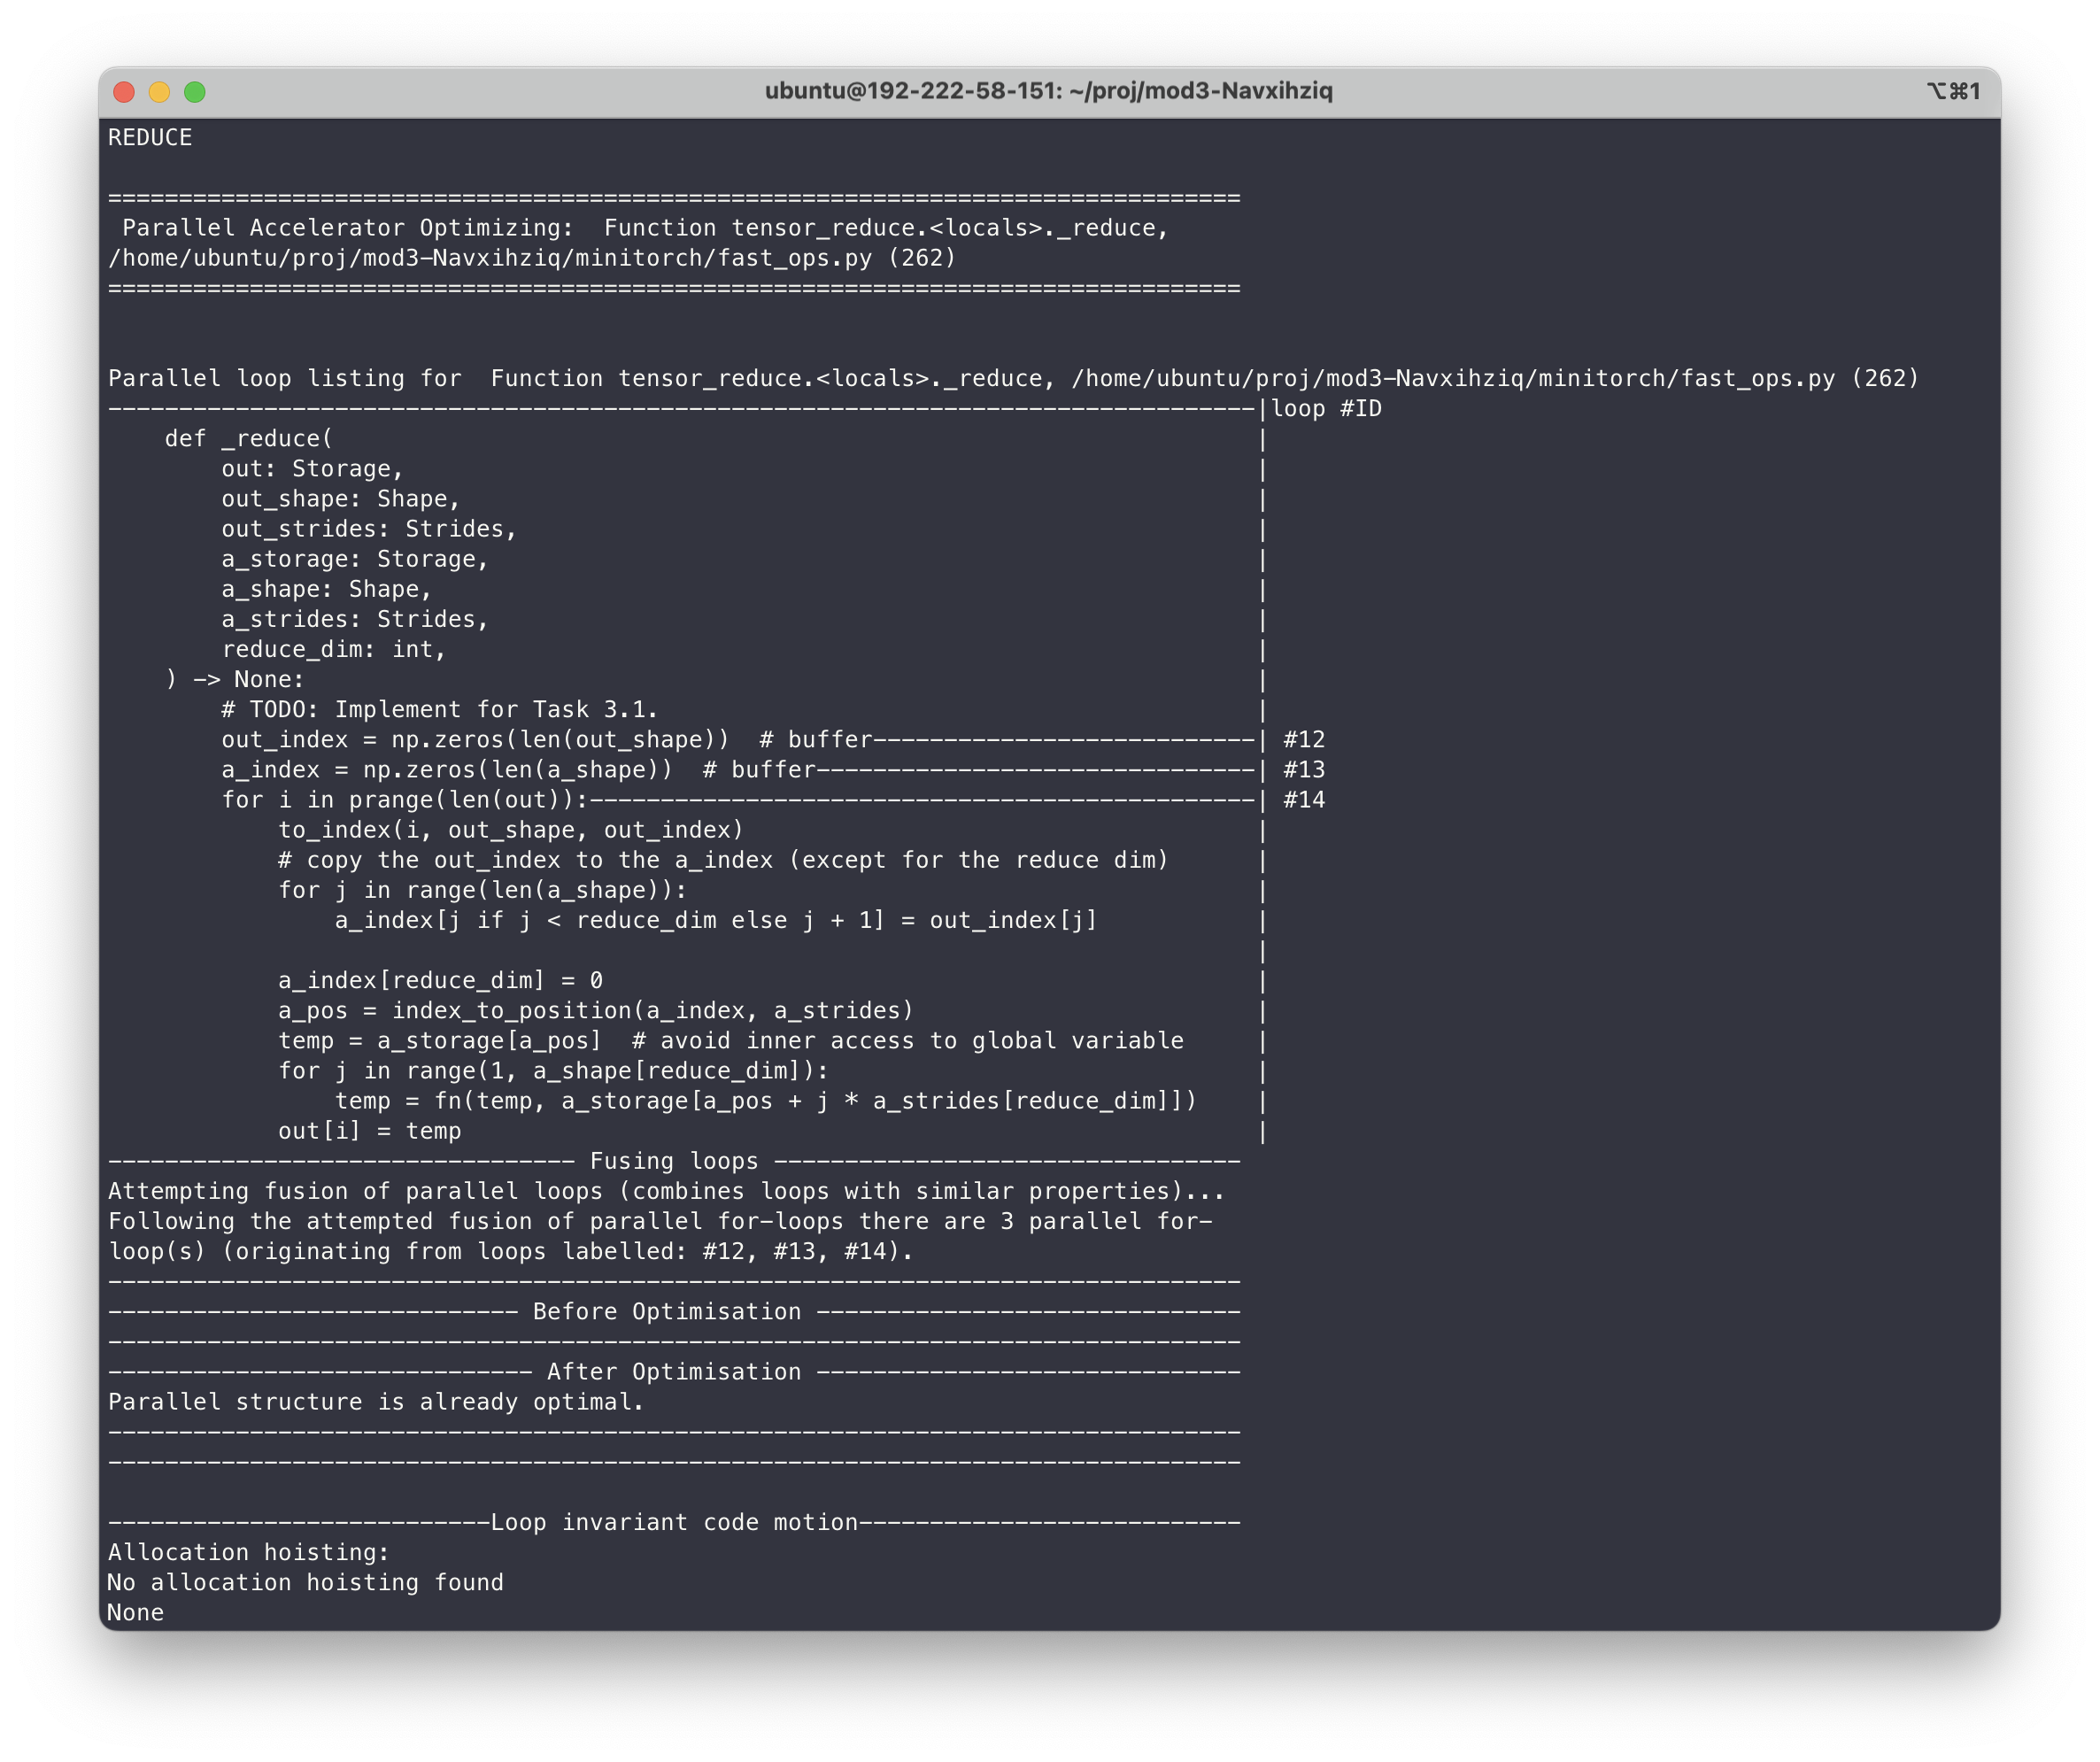 ubuntu@192-222-58-151: ~/proj/mod3-Navxihziq
⌥⌘1
REDUCE
================================================================================
 Parallel Accelerator Optimizing:  Function tensor_reduce.<locals>._reduce,
/home/ubuntu/proj/mod3-Navxihziq/minitorch/fast_ops.py (262)
================================================================================
Parallel loop listing for  Function tensor_reduce.<locals>._reduce, /home/ubuntu/proj/mod3-Navxihziq/minitorch/fast_ops.py (262)
---------------------------------------------------------------------------------|loop #ID
    def _reduce(                                                                 |
        out: Storage,                                                            |
        out_shape: Shape,                                                        |
        out_strides: Strides,                                                    |
        a_storage: Storage,                                                      |
        a_shape: Shape,                                                          |
        a_strides: Strides,                                                      |
        reduce_dim: int,                                                         |
    ) -> None:                                                                   |
        # TODO: Implement for Task 3.1.                                          |
        out_index = np.zeros(len(out_shape))  # buffer---------------------------| #12
        a_index = np.zeros(len(a_shape))  # buffer-------------------------------| #13
        for i in prange(len(out)):-----------------------------------------------| #14
            to_index(i, out_shape, out_index)                                    |
            # copy the out_index to the a_index (except for the reduce dim)      |
            for j in range(len(a_shape)):                                        |
                a_index[j if j < reduce_dim else j + 1] = out_index[j]           |
                                                                                 |
            a_index[reduce_dim] = 0                                              |
            a_pos = index_to_position(a_index, a_strides)                        |
            temp = a_storage[a_pos]  # avoid inner access to global variable     |
            for j in range(1, a_shape[reduce_dim]):                              |
                temp = fn(temp, a_storage[a_pos + j * a_strides[reduce_dim]])    |
            out[i] = temp                                                        |
--------------------------------- Fusing loops ---------------------------------
Attempting fusion of parallel loops (combines loops with similar properties)...
Following the attempted fusion of parallel for-loops there are 3 parallel for-
loop(s) (originating from loops labelled: #12, #13, #14).
--------------------------------------------------------------------------------
----------------------------- Before Optimisation ------------------------------
--------------------------------------------------------------------------------
------------------------------ After Optimisation ------------------------------
Parallel structure is already optimal.
--------------------------------------------------------------------------------
--------------------------------------------------------------------------------
---------------------------Loop invariant code motion---------------------------
Allocation hoisting:
No allocation hoisting found
None